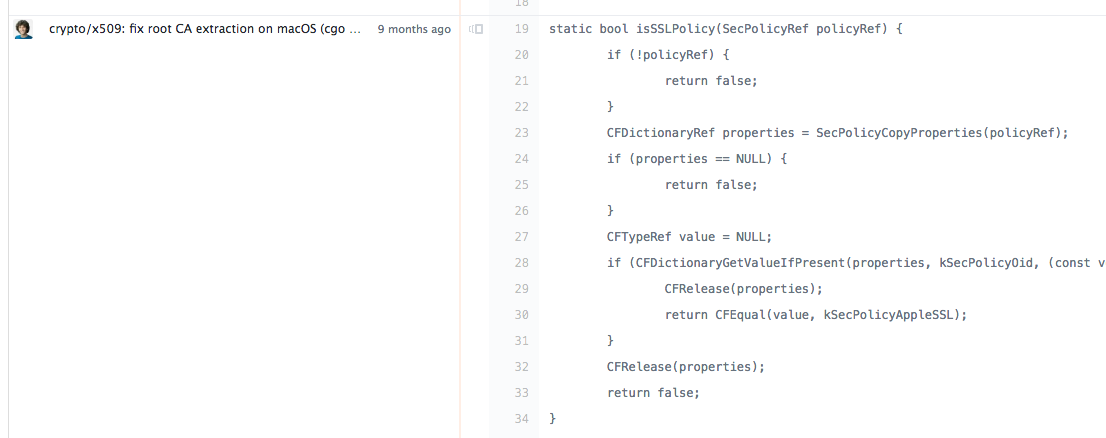 18
crypto/x509: fix root CA extraction on macOS (cgo ... 9 months ago
19 static bool isSSLPolicy(SecPolicyRef policyRef) {
20 if (!policyRef) {
21 return false;
22 }
23 CFDictionaryRef properties = SecPolicyCopyProperties(policyRef);
24 if (properties == NULL) {
25 return false;
26 }
27 CFTypeRef value = NULL;
28 if (CFDictionaryGetValueIfPresent(properties, kSecPolicyOid, (const v
29 CFRelease(properties);
30 return CFEqual(value, kSecPolicyAppleSSL);
31 }
32 CFRelease(properties);
33 return false;
34 }